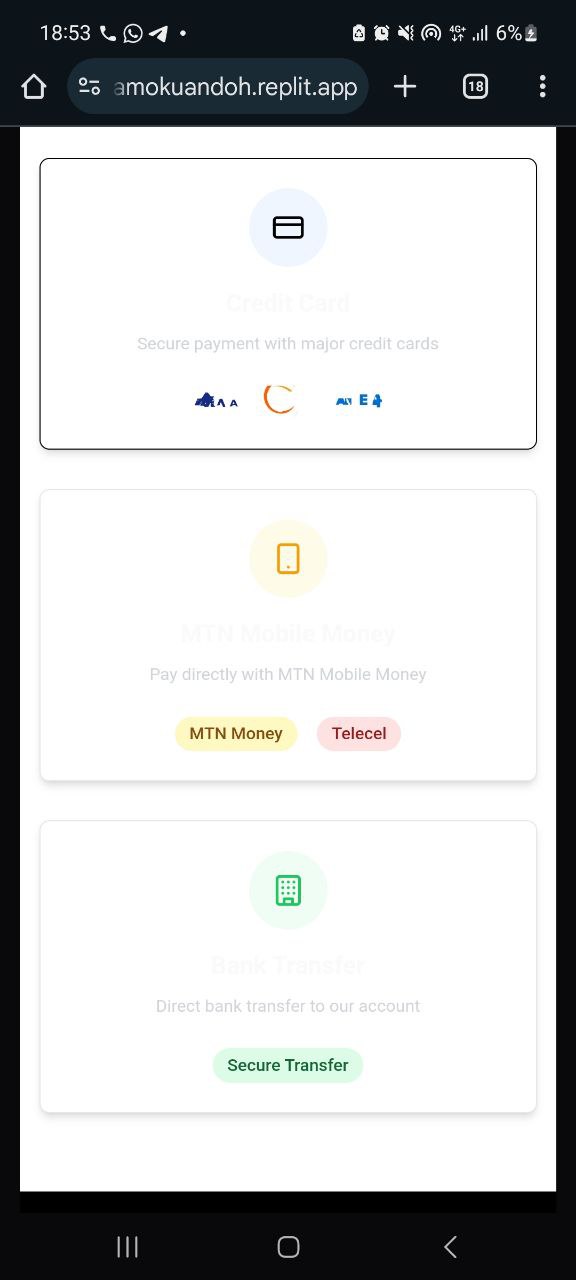 18:53
4G+
6%
amokuandoh.replit.app
18
Credit Card
Secure payment with major credit cards
MTN Mobile Money
Pay directly with MTN Mobile Money
MTN Money
Telecel
Bank Transfer
Direct bank transfer to our account
Secure Transfer